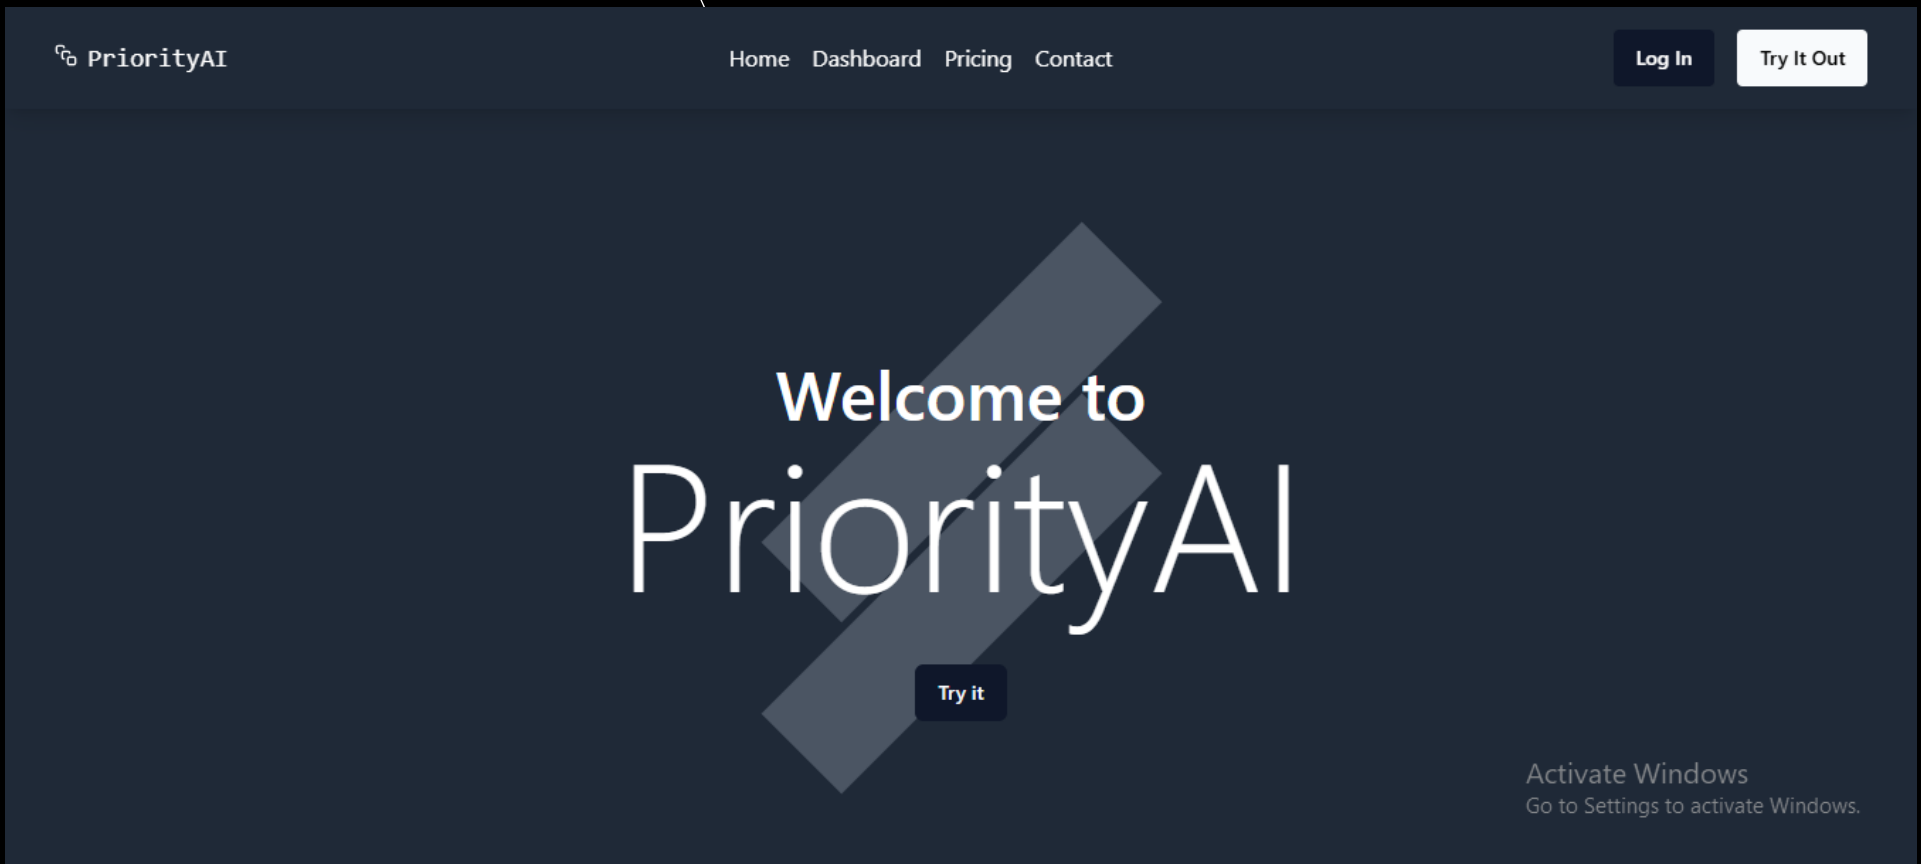 PriorityAI
Home Dashboard Pricing Contact
Log In
Try It Out
Welcome to
PriorityAI
Try it
Activate Windows
Go to Settings to activate Windows.